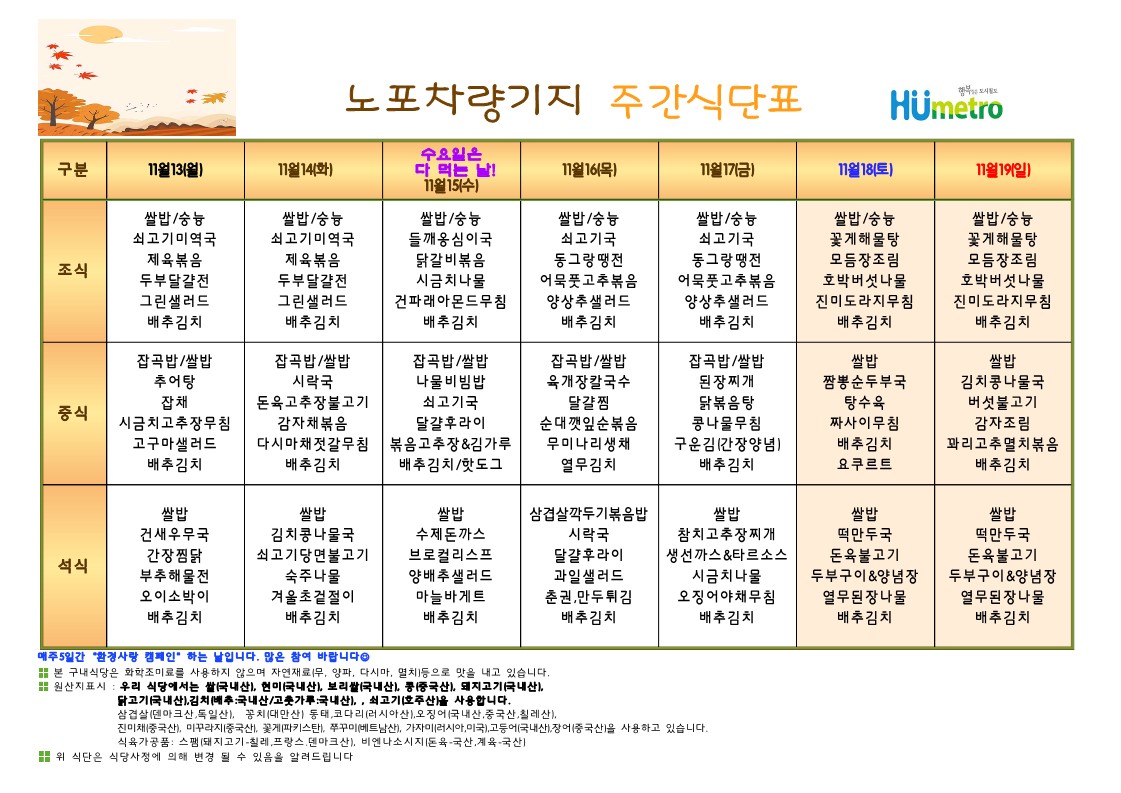 노포차량기지 주간식단표
행복을주는 도시철도
Hümetro
구분
11월13(월)
11월14(화)
수요일은
다 먹는 날!
11월15(수)
11월16(목)
11월17(금)
11월18(토)
11월19(일)
조식
쌀밥/숭늉
쇠고기미역국
제육볶음
두부달걀전
그린샐러드
배추김치
쌀밥/숭늉
쇠고기미역국
제육볶음
두부달걀전
그린샐러드
배추김치
쌀밥/숭늉
들깨옹심이국
닭갈비볶음
시금치나물
건파래아몬드무침
배추김치
쌀밥/숭늉
쇠고기국
동그랑땡전
어묵풋고추볶음
양상추샐러드
배추김치
쌀밥/숭늉
쇠고기국
동그랑땡전
어묵풋고추볶음
양상추샐러드
배추김치
쌀밥/숭늉
꽃게해물탕
모듬장조림
호박버섯나물
진미도라지무침
배추김치
쌀밥/숭늉
꽃게해물탕
모듬장조림
호박버섯나물
진미도라지무침
배추김치
중식
잡곡밥/쌀밥
추어탕
잡채
시금치고추장무침
고구마샐러드
배추김치
잡곡밥/쌀밥
시락국
돈육고추장불고기
감자채볶음
다시마채젓갈무침
배추김치
잡곡밥/쌀밥
나물비빔밥
쇠고기국
달걀후라이
볶음고추장&김가루
배추김치/핫도그
잡곡밥/쌀밥
육개장칼국수
달걀찜
순대깻잎순볶음
무미나리생채
열무김치
잡곡밥/쌀밥
된장찌개
닭볶음탕
콩나물무침
구운김(간장양념)
배추김치
쌀밥
짬뽕순두부국
탕수육
짜사이무침
배추김치
요쿠르트
쌀밥
김치콩나물국
버섯불고기
감자조림
꽈리고추멸치볶음
배추김치
석식
쌀밥
건새우무국
간장찜닭
부추해물전
오이소박이
배추김치
쌀밥
김치콩나물국
쇠고기당면불고기
숙주나물
겨울초겉절이
배추김치
쌀밥
수제돈까스
브로컬리스프
양배추샐러드
마늘바게트
배추김치
삼겹살깍두기볶음밥
시락국
달걀후라이
과일샐러드
춘권,만두튀김
배추김치
쌀밥
참치고추장찌개
생선까스&타르소스
시금치나물
오징어야채무침
배추김치
쌀밥
떡만두국
돈육불고기
두부구이&양념장
열무된장나물
배추김치
쌀밥
떡만두국
돈육불고기
두부구이&양념장
열무된장나물
배추김치
매주5일간 "환경사랑 캠페인" 하는 날입니다. 많은 참여 바랍니다☺
본 구내식당은 화학조미료를 사용하지 않으며 자연재료(무, 양파, 다시마, 멸치)등으로 맛을 내고 있습니다.
원산지표시 : 우리 식당에서는 쌀(국내산), 현미(국내산), 보리쌀(국내산), 콩(중국산), 돼지고기(국내산),
닭고기(국내산),김치(배추:국내산/고춧가루:국내산), , 쇠고기(호주산)을 사용합니다.
삼겹살(덴마크산,독일산), 꽁치(대만산) 동태,코다리(러시아산),오징어(국내산,중국산,칠레산),
진미채(중국산), 미꾸라지(중국산), 꽃게(파키스탄), 쭈꾸미(베트남산), 가자미(러시아,미국),고등어(국내산),장어(중국산)을 사용하고 있습니다.
식육가공품: 스팸(돼지고기-칠레,프랑스.덴마크산), 비엔나소시지(돈육-국산,계육-국산)
위 식단은 식당사정에 의해 변경 될 수 있음을 알려드립니다